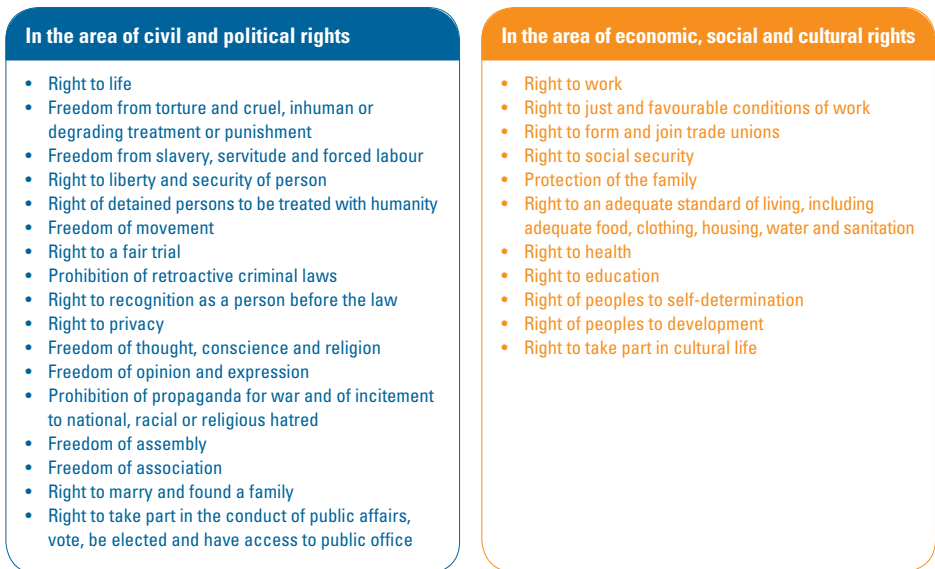 In the area of civil and political rights
• Right to life
• Freedom from torture and cruel, inhuman or
degrading treatment or punishment
• Freedom from slavery, servitude and forced labour
• Right to liberty and security of person
• Right of detained persons to be treated with humanity
• Freedom of movement
• Right to a fair trial
• Prohibition of retroactive criminal laws
• Right to recognition as a person before the law
• Right to privacy
• Freedom of thought, conscience and religion
• Freedom of opinion and expression
• Prohibition of propaganda for war and of incitement
to national, racial or religious hatred
• Freedom of assembly
• Freedom of association
• Right to marry and found a family
• Right to take part in the conduct of public affairs,
vote, be elected and have access to public office
In the area of economic, social and cultural rights
• Right to work
• Right to just and favourable conditions of work
• Right to form and join trade unions
• Right to social security
• Protection of the family
• Right to an adequate standard of living, including
adequate food, clothing, housing, water and sanitation
• Right to health
• Right to education
• Right of peoples to self-determination
• Right of peoples to development
• Right to take part in cultural life